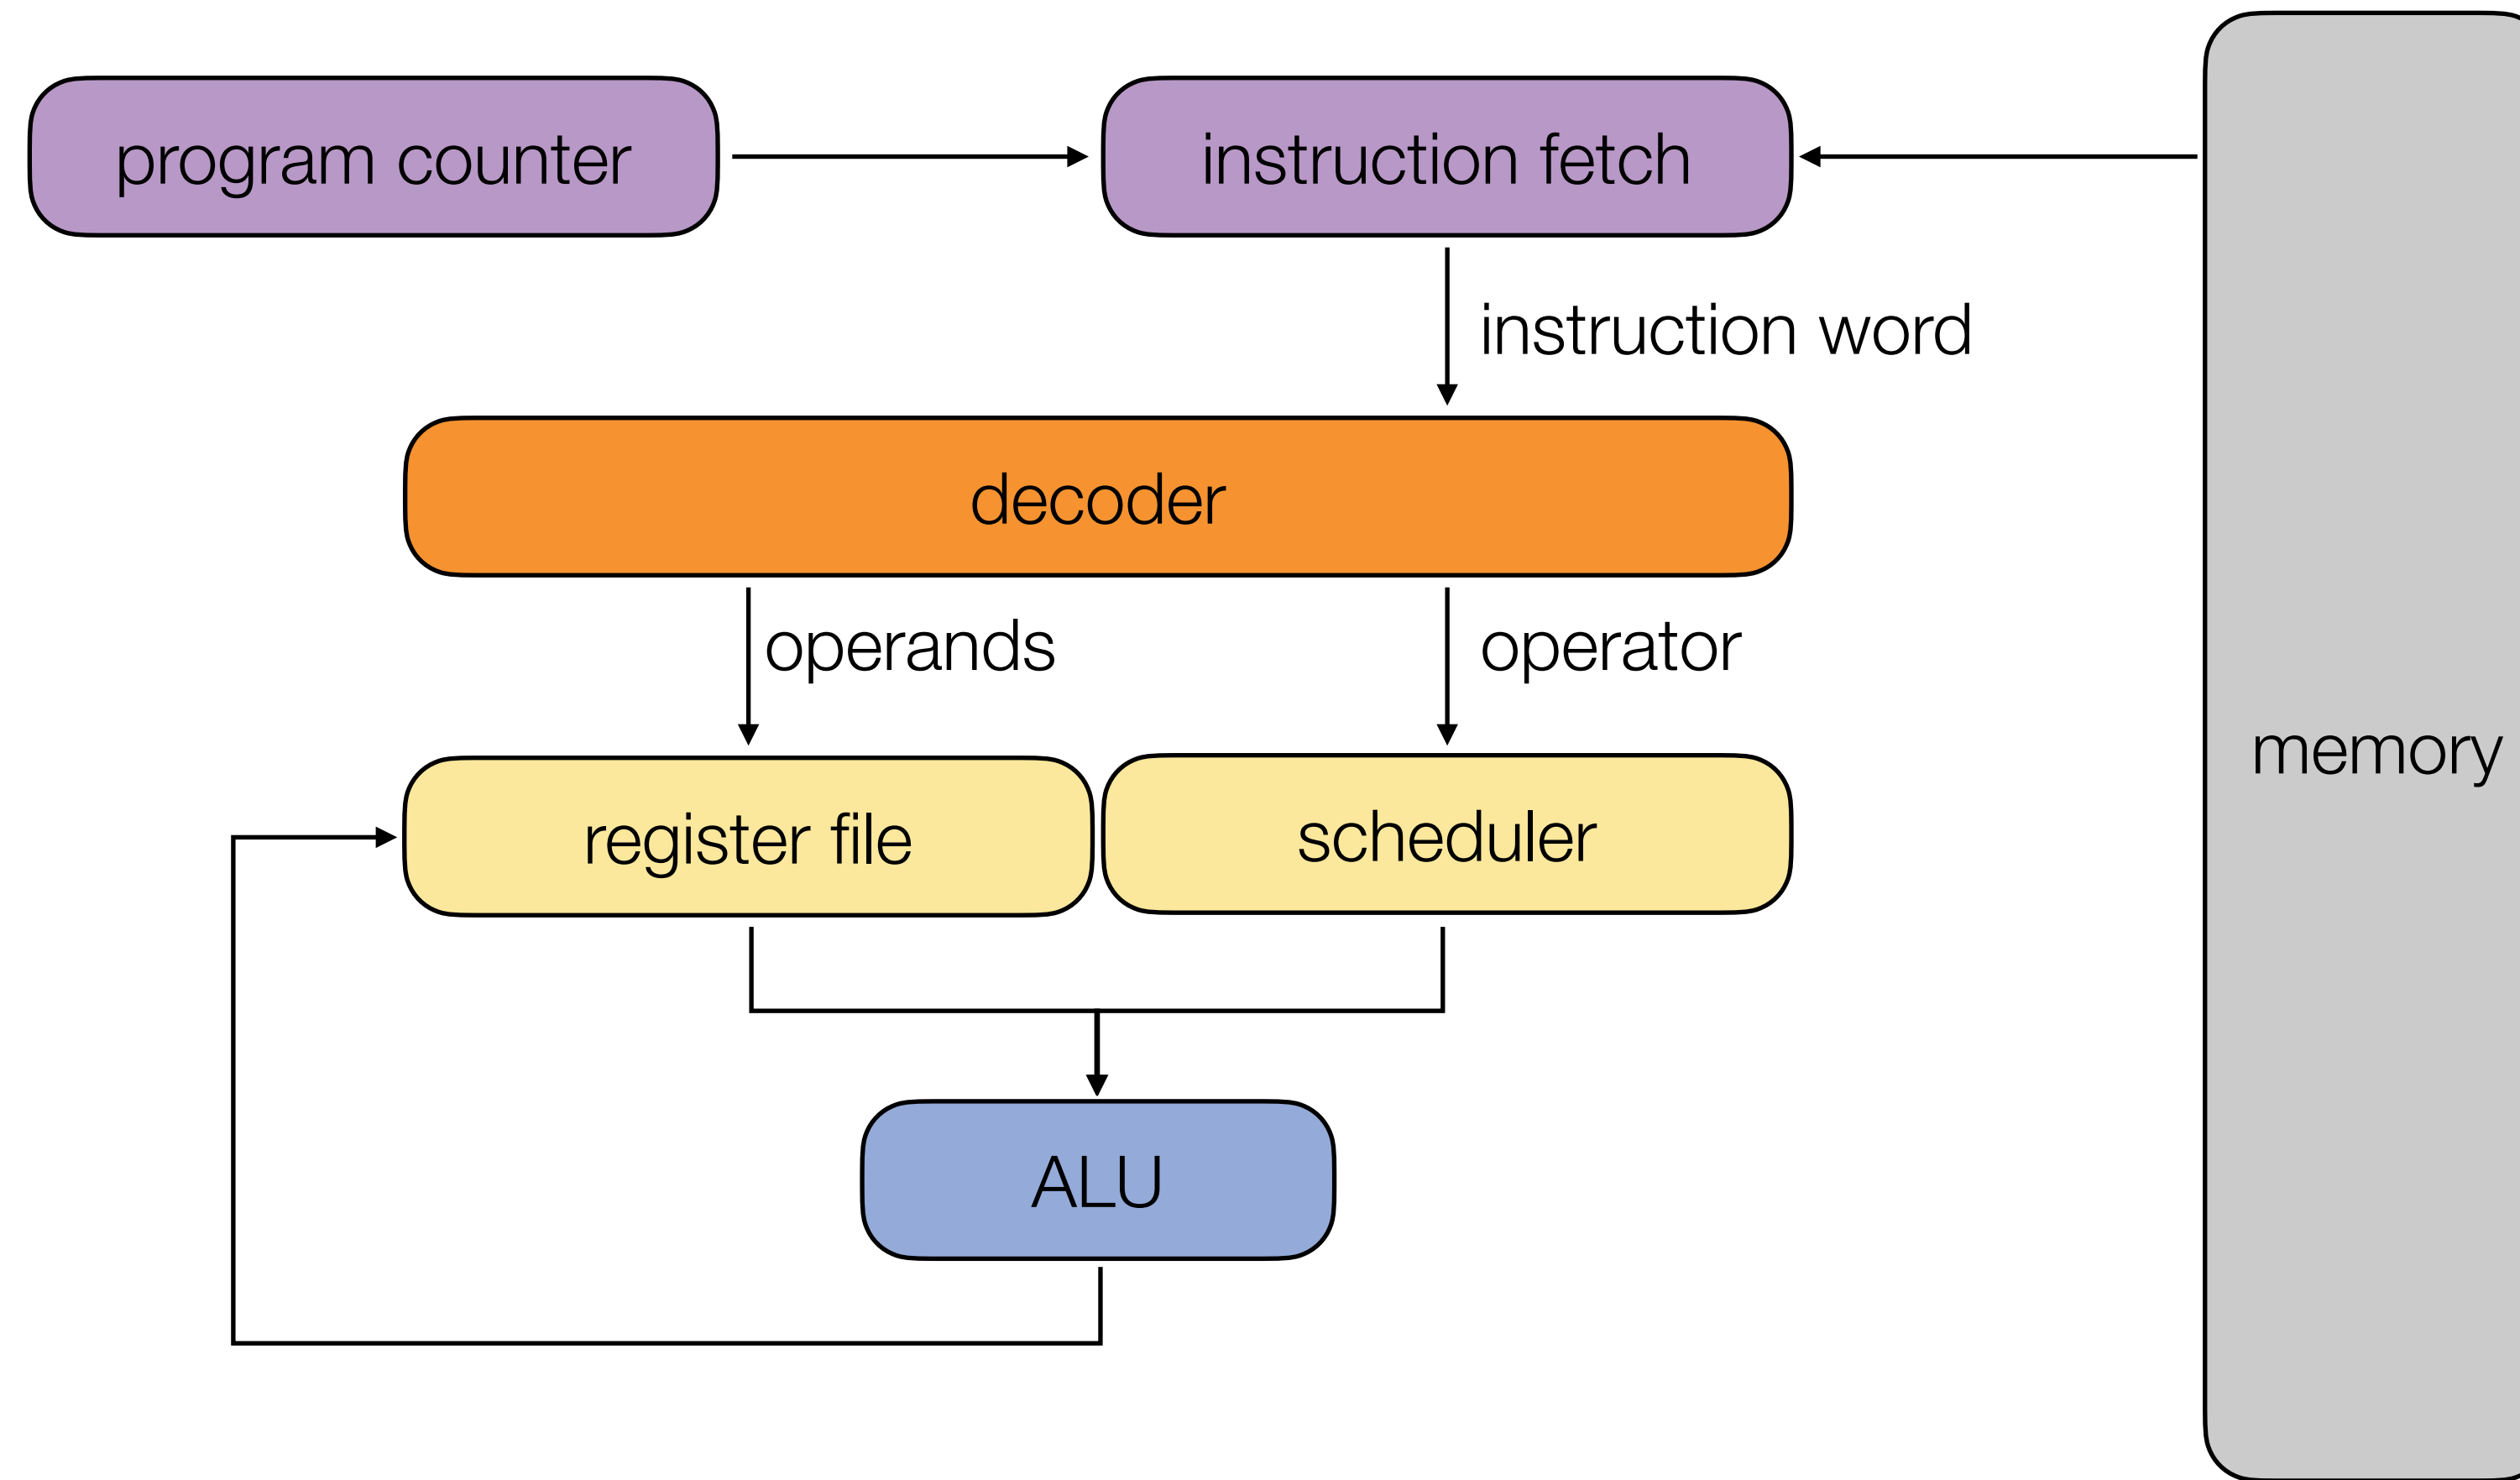 program counter
instruction fetch
instruction word
decoder
operands
operator
memory
register file
scheduler
ALU